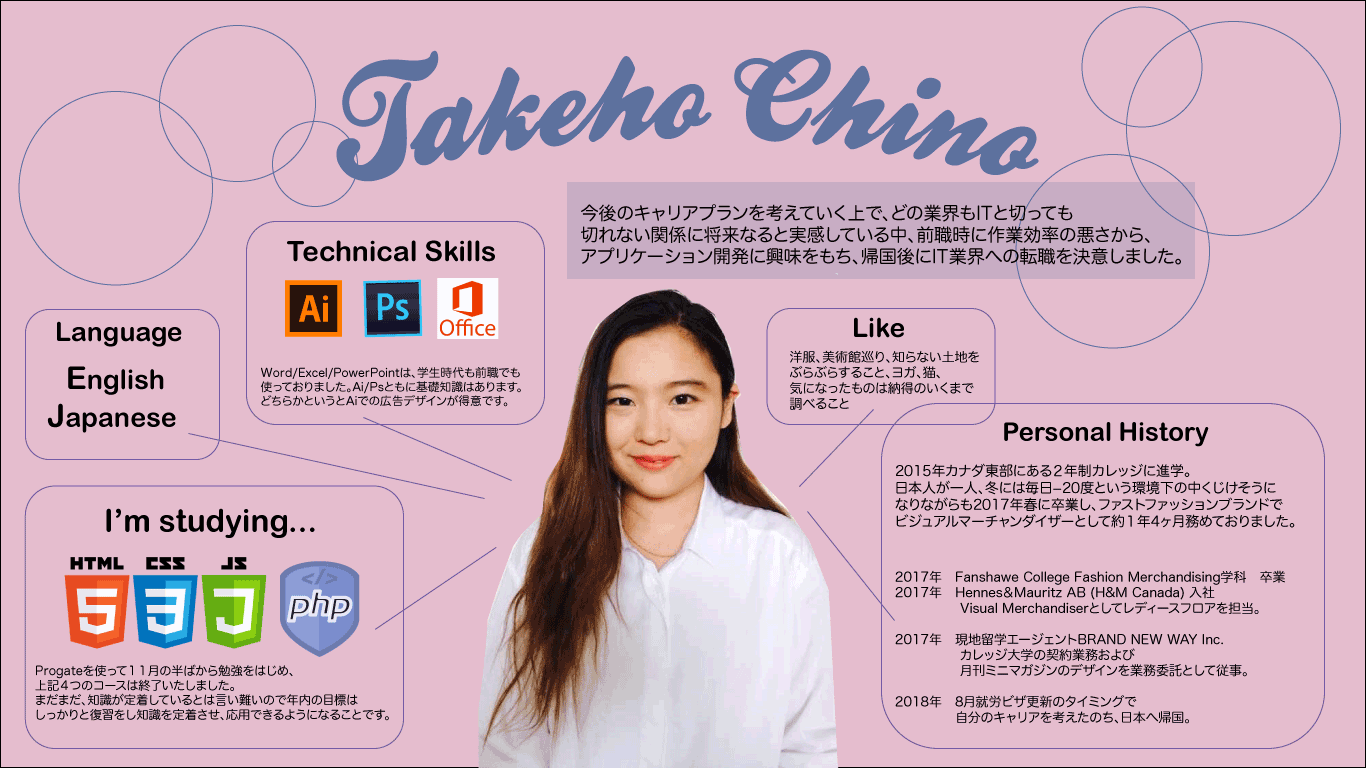 Takeho Chino
今後のキャリアプランを考えていく上で、どの業界もITと切っても
切れない関係に将来なると実感している中、前職時に作業効率の悪さから、
アプリケーション開発に興味をもち、帰国後にIT業界への転職を決意しました。
Technical Skills
Ai
Ps
Office
Word/Excel/PowerPointは、学生時代も前職でも
使っておりました。Ai/Psともに基礎知識はあります。
どちらかというとAiでの広告デザインが得意です。
Language
English
Japanese
I'm studying...
HTML CSS JS
5 3 J
</>
php
Progateを使って11月の半ばから勉強をはじめ、
上記4つのコースは終了いたしました。
まだまだ、知識が定着しているとは言い難いので年内の目標は
しっかりと復習をし知識を定着させ、応用できるようになることです。
Like
洋服、美術館巡り、知らない土地を
ぶらぶらすること、ヨガ、猫、
気になったものは納得のいくまで
調べること
Personal History
2015年カナダ東部にある2年制カレッジに進学。
日本人が一人、冬には毎日−20度という環境下の中くじけそうに
なりながらも2017年春に卒業し、ファストファッションブランドで
ビジュアルマーチャンダイザーとして約1年4ヶ月務めておりました。
2017年 Fanshawe College Fashion Merchandising学科 卒業
2017年 Hennes&Mauritz AB (H&M Canada) 入社
Visual Merchandiserとしてレディースフロアを担当。
2017年 現地留学エージェントBRAND NEW WAY Inc.
カレッジ大学の契約業務および
月刊ミニマガジンのデザインを業務委託として従事。
2018年 8月就労ビザ更新のタイミングで
自分のキャリアを考えたのち、日本へ帰国。